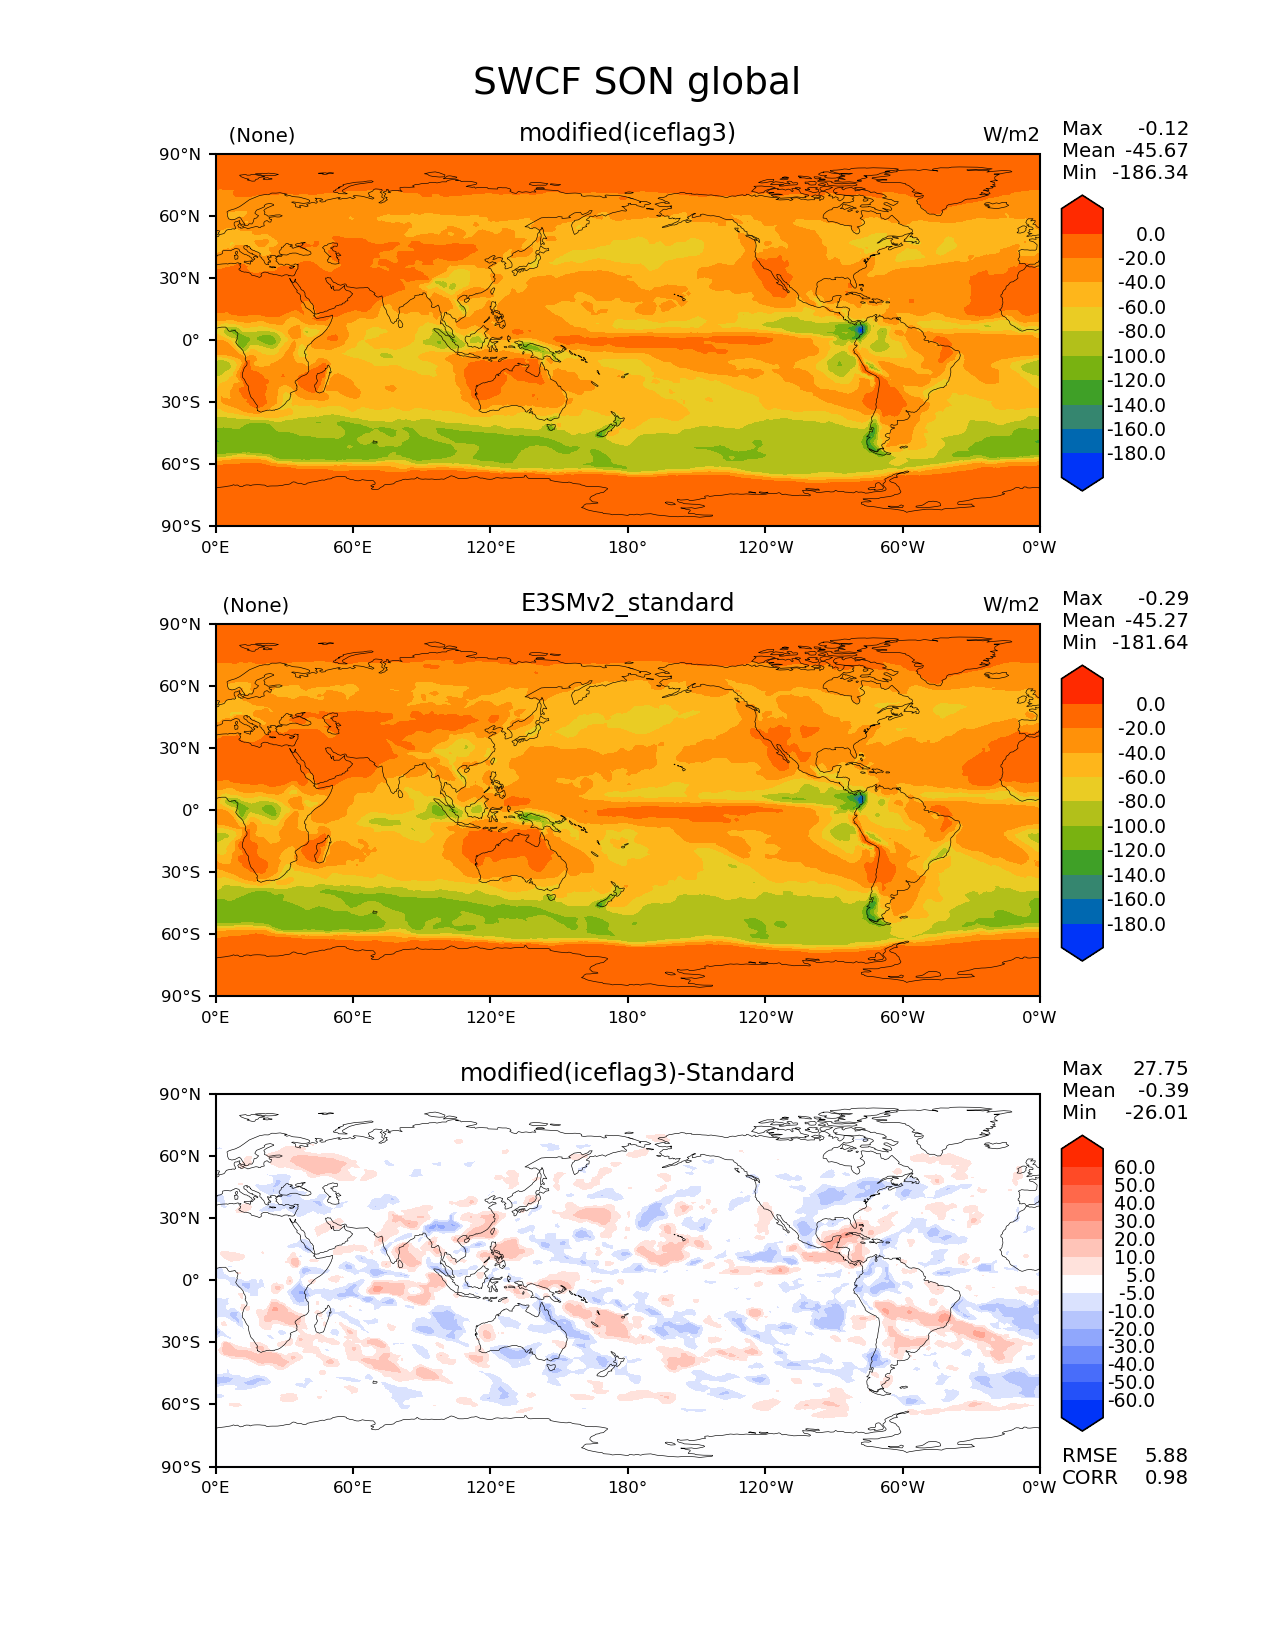 SWCF SON global
(None) modified(iceflag3) W/m2
Max -0.12
Mean -45.67
Min -186.34
90°N
60°N
30°N
0°
30°S
60°S
90°S
0°E 60°E 120°E 180° 120°W 60°W 0°W
0.0
-20.0
-40.0
-60.0
-80.0
-100.0
-120.0
-140.0
-160.0
-180.0
(None) E3SMv2_standard W/m2
Max -0.29
Mean -45.27
Min -181.64
90°N
60°N
30°N
0°
30°S
60°S
90°S
0°E 60°E 120°E 180° 120°W 60°W 0°W
0.0
-20.0
-40.0
-60.0
-80.0
-100.0
-120.0
-140.0
-160.0
-180.0
modified(iceflag3)-Standard
Max 27.75
Mean -0.39
Min -26.01
90°N
60°N
30°N
0°
30°S
60°S
90°S
0°E 60°E 120°E 180° 120°W 60°W 0°W
60.0
50.0
40.0
30.0
20.0
10.0
5.0
-5.0
-10.0
-20.0
-30.0
-40.0
-50.0
-60.0
RMSE 5.88
CORR 0.98